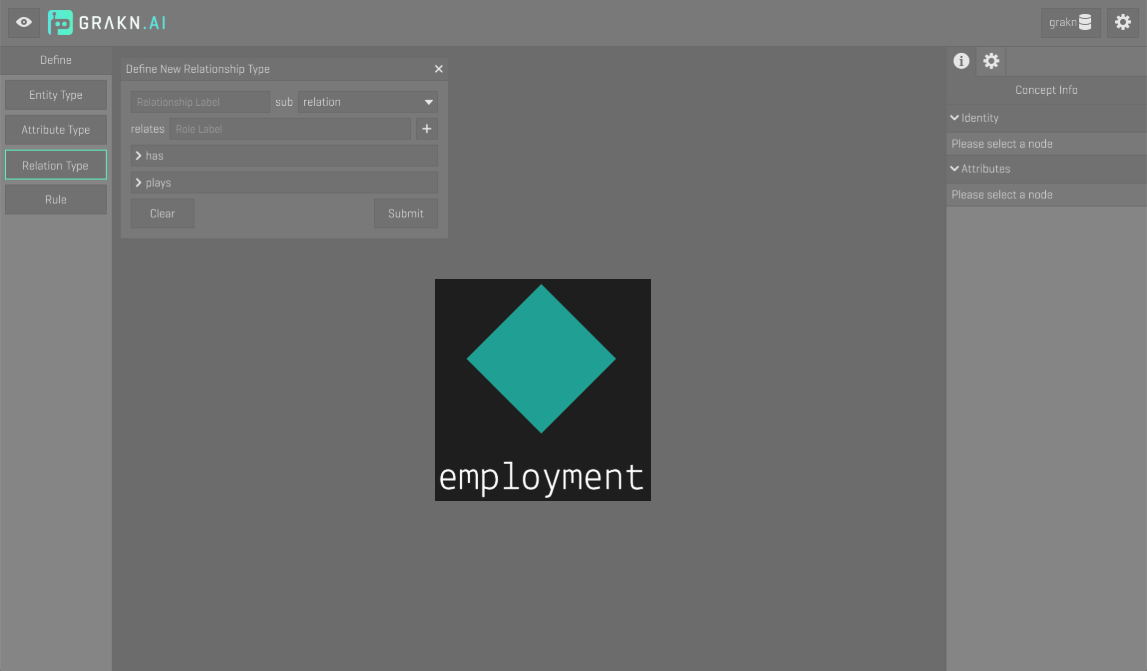 GRAKN.AI
grakn
Define
Entity Type
Attribute Type
Relation Type
Rule
Define New Relationship Type
Relationship Label sub relation
relates Role Label +
has
plays
Clear Submit
employment
Concept Info
Identity
Please select a node
Attributes
Please select a node